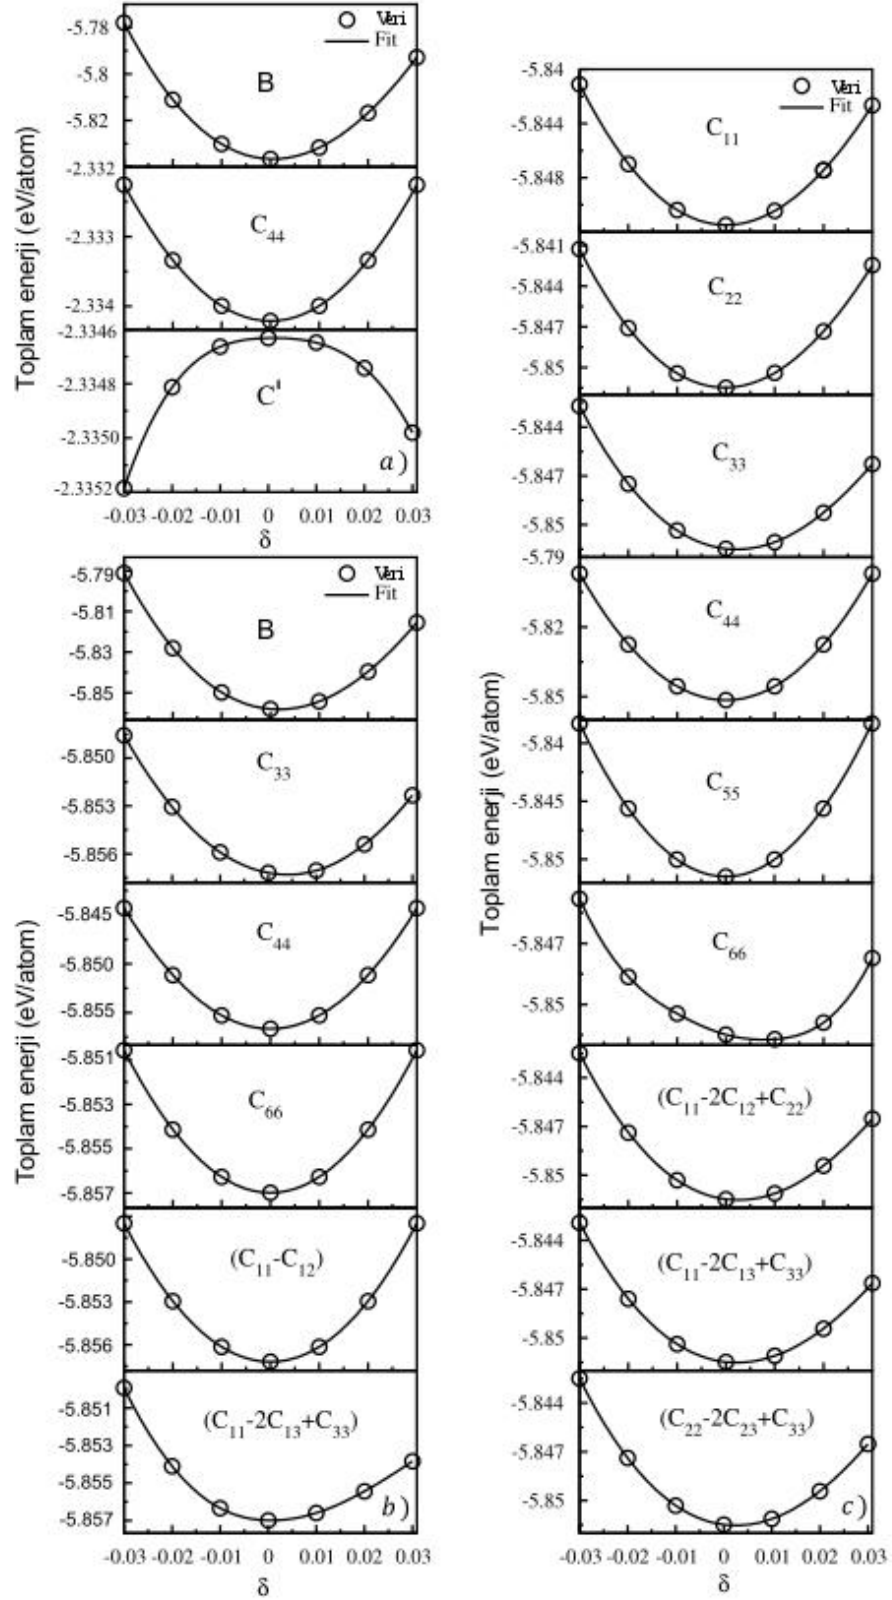 Toplam enerji (eV/atom)
-5.78
-5.8
-5.82
-2.332
Veri
Fit
B
-2.333
-2.334
-2.3346
C44
-2.3348
-2.3350
-2.3352
C'
a)
-0.03 -0.02 -0.01 0 0.01 0.02 0.03
δ
Toplam enerji (eV/atom)
-5.79
-5.81
-5.83
-5.85
Veri
Fit
B
-5.850
-5.853
-5.856
C33
-5.845
-5.850
-5.855
C44
-5.851
-5.853
-5.855
-5.857
C66
-5.850
-5.853
-5.856
(C11-C12)
-5.851
-5.853
-5.855
-5.857
(C11-2C13+C33)
b)
-0.03 -0.02 -0.01 0 0.01 0.02 0.03
δ
Toplam enerji (eV/atom)
-5.84
-5.844
-5.848
Veri
Fit
C11
-5.841
-5.844
-5.847
-5.85
C22
-5.844
-5.847
-5.85
-5.79
C33
-5.82
-5.85
C44
-5.84
-5.845
-5.85
C55
-5.847
-5.85
C66
-5.844
-5.847
-5.85
(C11-2C12+C22)
-5.844
-5.847
-5.85
(C11-2C13+C33)
-5.844
-5.847
-5.85
(C22-2C23+C33)
c)
-0.03 -0.02 -0.01 0 0.01 0.02 0.03
δ